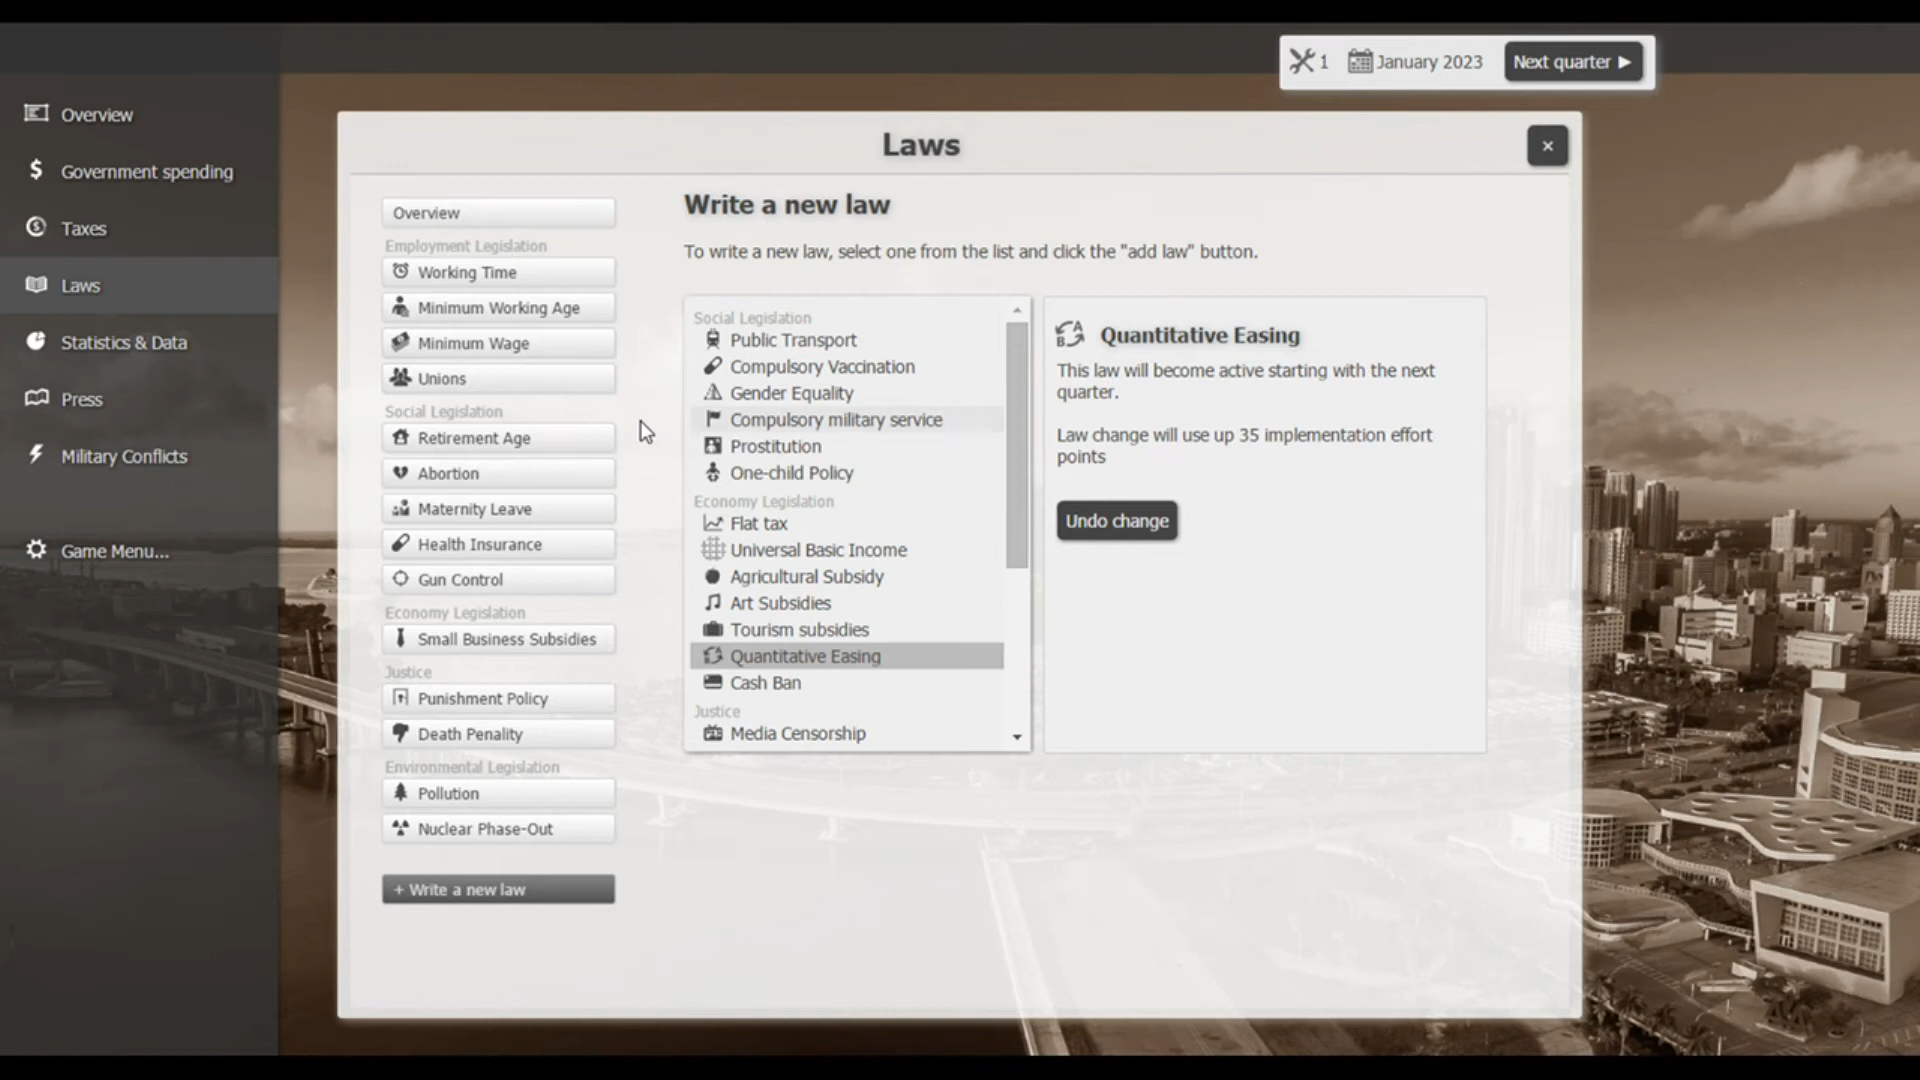 1
January 2023
Next quarter ▶
Overview
Government spending
Taxes
Laws
Statistics & Data
Press
Military Conflicts
Game Menu...
Laws
×
Overview
Employment Legislation
Working Time
Minimum Working Age
Minimum Wage
Unions
Social Legislation
Retirement Age
Abortion
Maternity Leave
Health Insurance
Gun Control
Economy Legislation
Small Business Subsidies
Justice
Punishment Policy
Death Penality
Environmental Legislation
Pollution
Nuclear Phase-Out
+ Write a new law
Write a new law
To write a new law, select one from the list and click the "add law" button.
Social Legislation
Public Transport
Compulsory Vaccination
Gender Equality
Compulsory military service
Prostitution
One-child Policy
Economy Legislation
Flat tax
Universal Basic Income
Agricultural Subsidy
Art Subsidies
Tourism subsidies
Quantitative Easing
Cash Ban
Justice
Media Censorship
Quantitative Easing
This law will become active starting with the next
quarter.
Law change will use up 35 implementation effort
points
Undo change